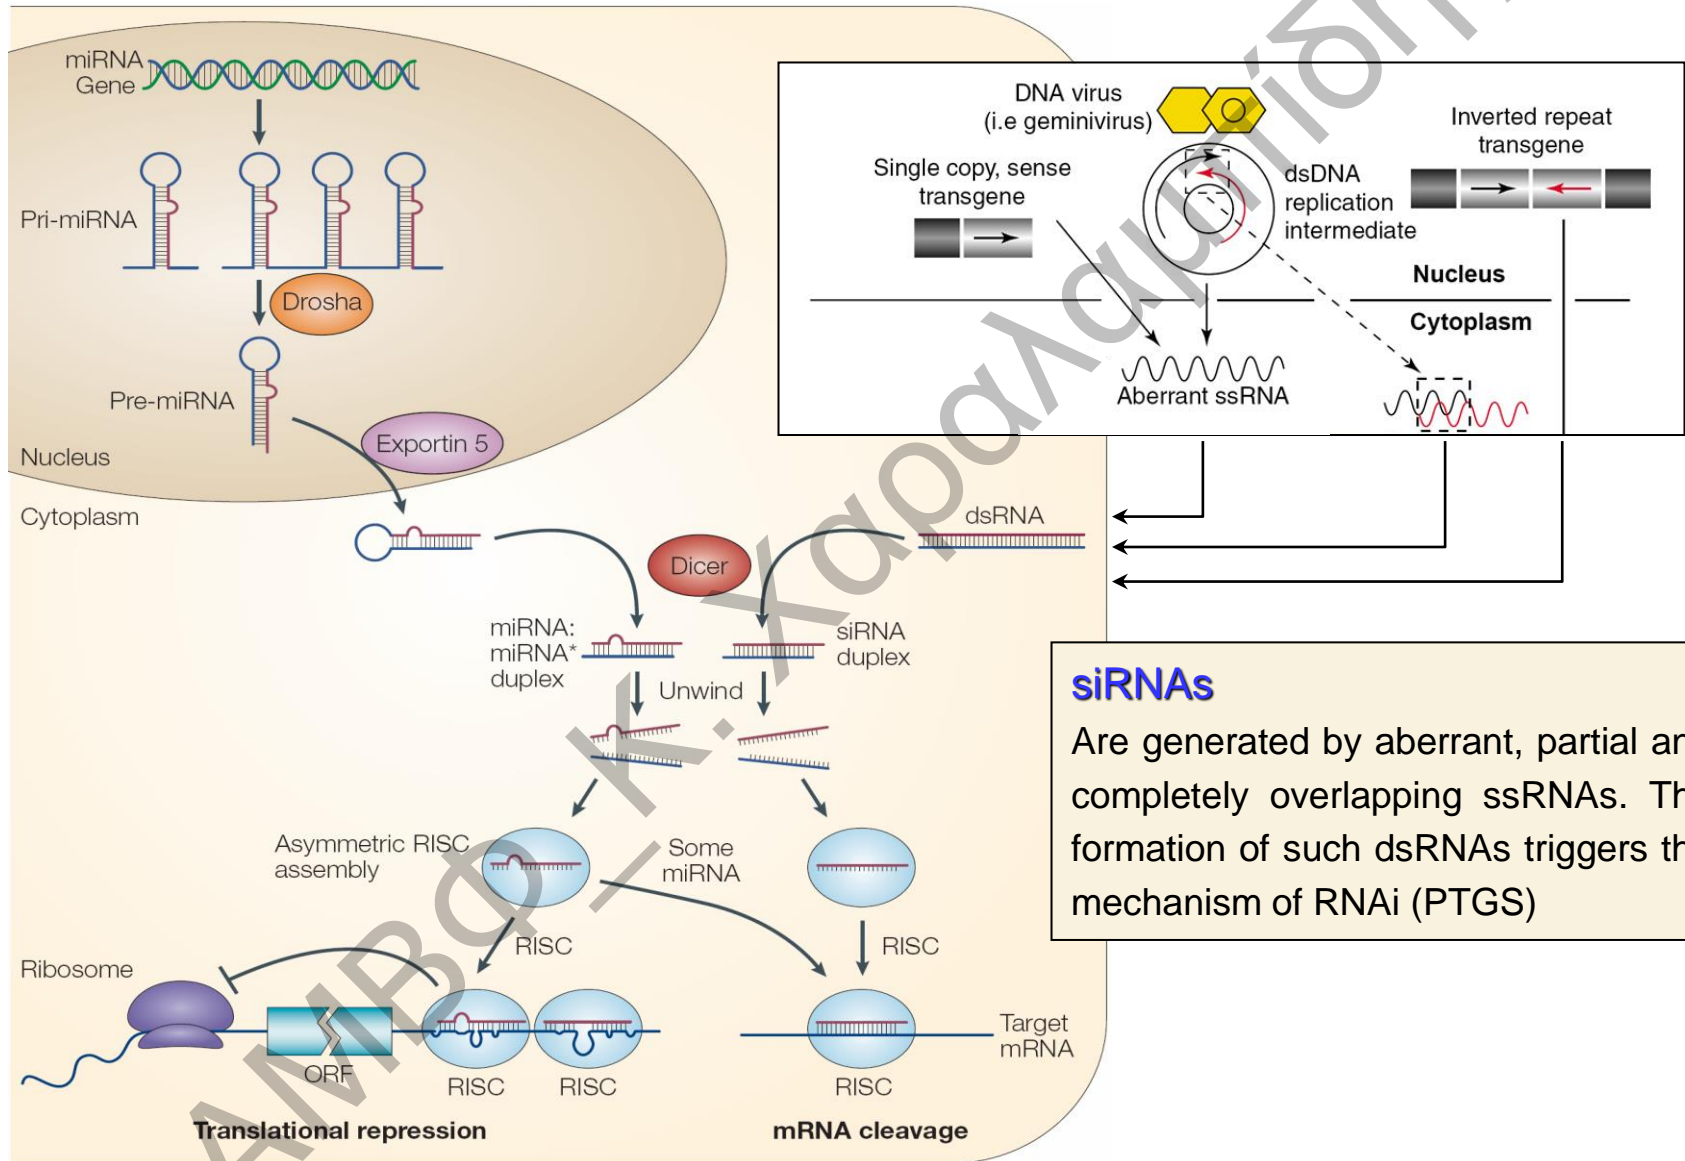 miRNA
Gene
Pri-miRNA
Drosha
Pre-miRNA
Exportin 5
Nucleus
Cytoplasm
dsRNA
Dicer
miRNA:
miRNA*
duplex
siRNA
duplex
Unwind
Asymmetric RISC
assembly
Some
miRNA
RISC
RISC
Ribosome
ORF
RISC
RISC
RISC
Target
mRNA
Translational repression
mRNA cleavage
DNA virus
(i.e geminivirus)
Single copy, sense
transgene
dsDNA
replication
intermediate
Inverted repeat
transgene
Nucleus
Cytoplasm
Aberrant ssRNA
siRNAs
Are generated by aberrant, partial an
completely overlapping ssRNAs. Th
formation of such dsRNAs triggers th
mechanism of RNAi (PTGS)
ΑΜΒΦ_Κ. Χαραλαμπίδη